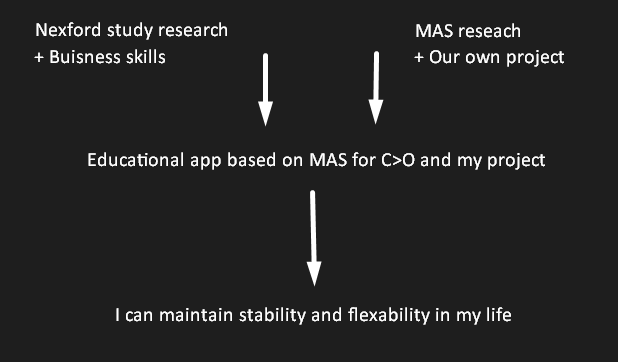 Nexford study research
+ Buisness skills
MAS reseach
+ Our own project
Educational app based on MAS for C>O and my project
I can maintain stability and flexability in my life